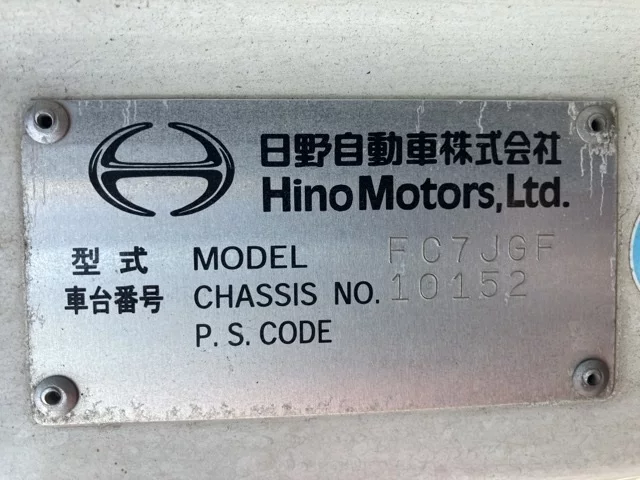 日野自動車株式会社
Hino Motors, Ltd.
型式 MODEL FC7JGF
車台番号 CHASSIS NO. 10152
P.S.CODE